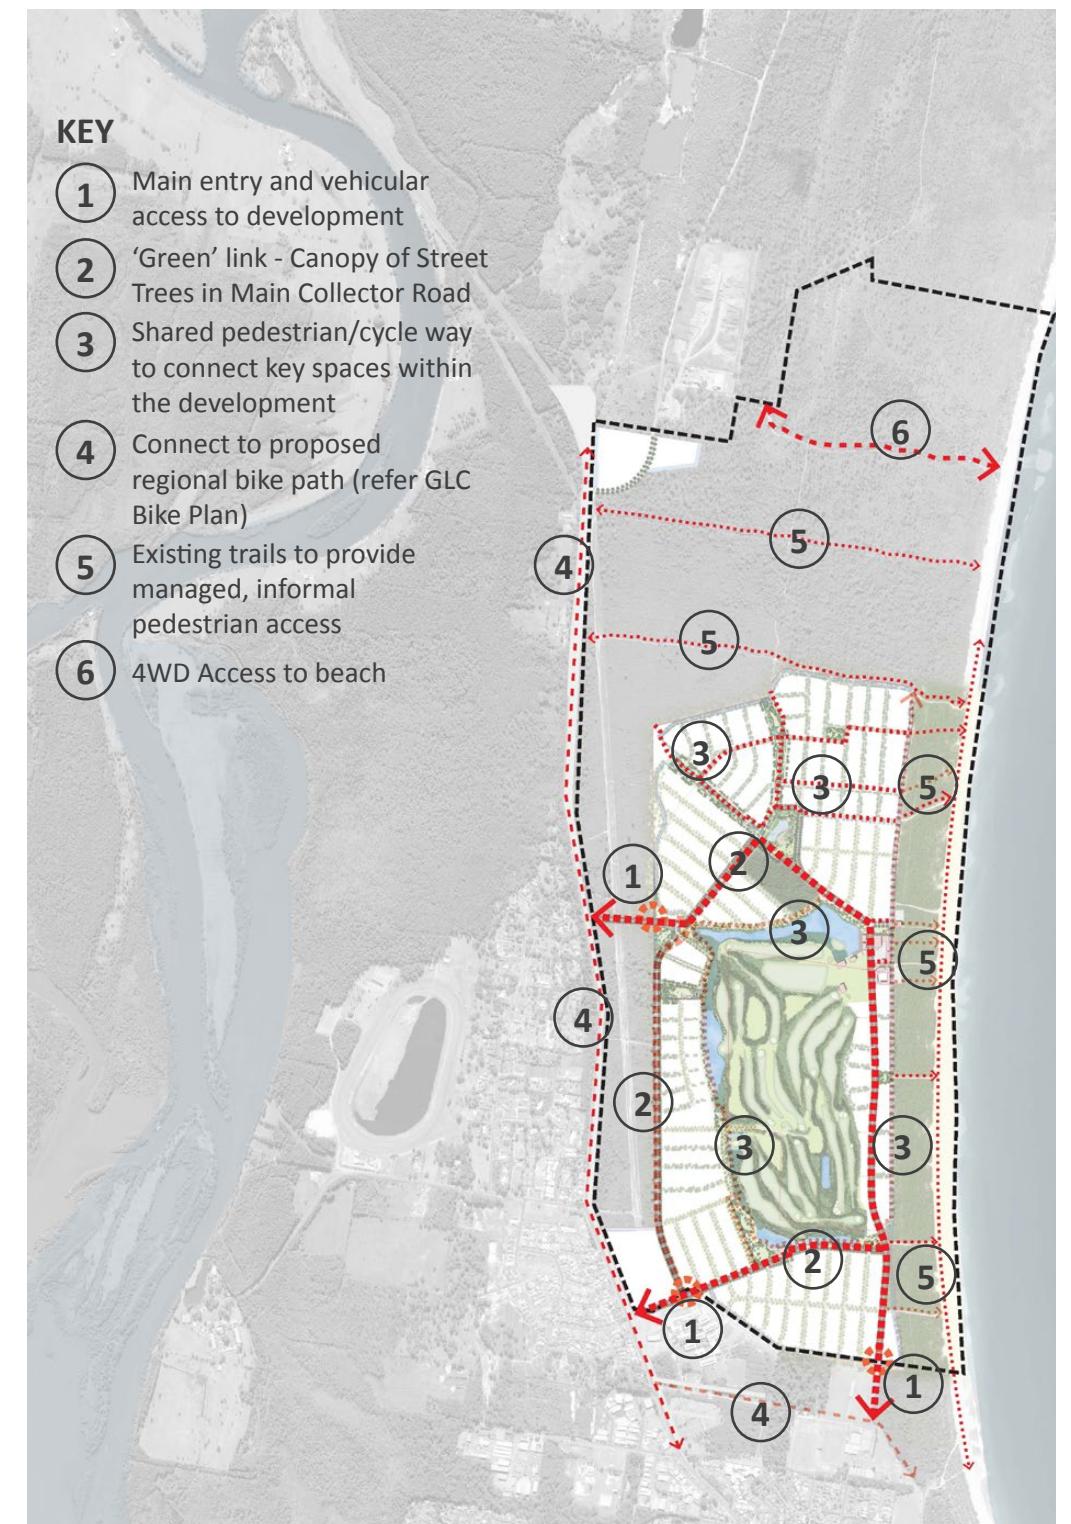 KEY
1
Main entry and vehicular
access to development
2
‘Green’ link - Canopy of Street
Trees in Main Collector Road
3
Shared pedestrian/cycle way
to connect key spaces within
the development
4
Connect to proposed
regional bike path (refer GLC
Bike Plan)
5
Existing trails to provide
managed, informal
pedestrian access
6
4WD Access to beach
6
5
4
5
3
3
5
2
1
3
5
4
2
3
3
2
5
1
1
4